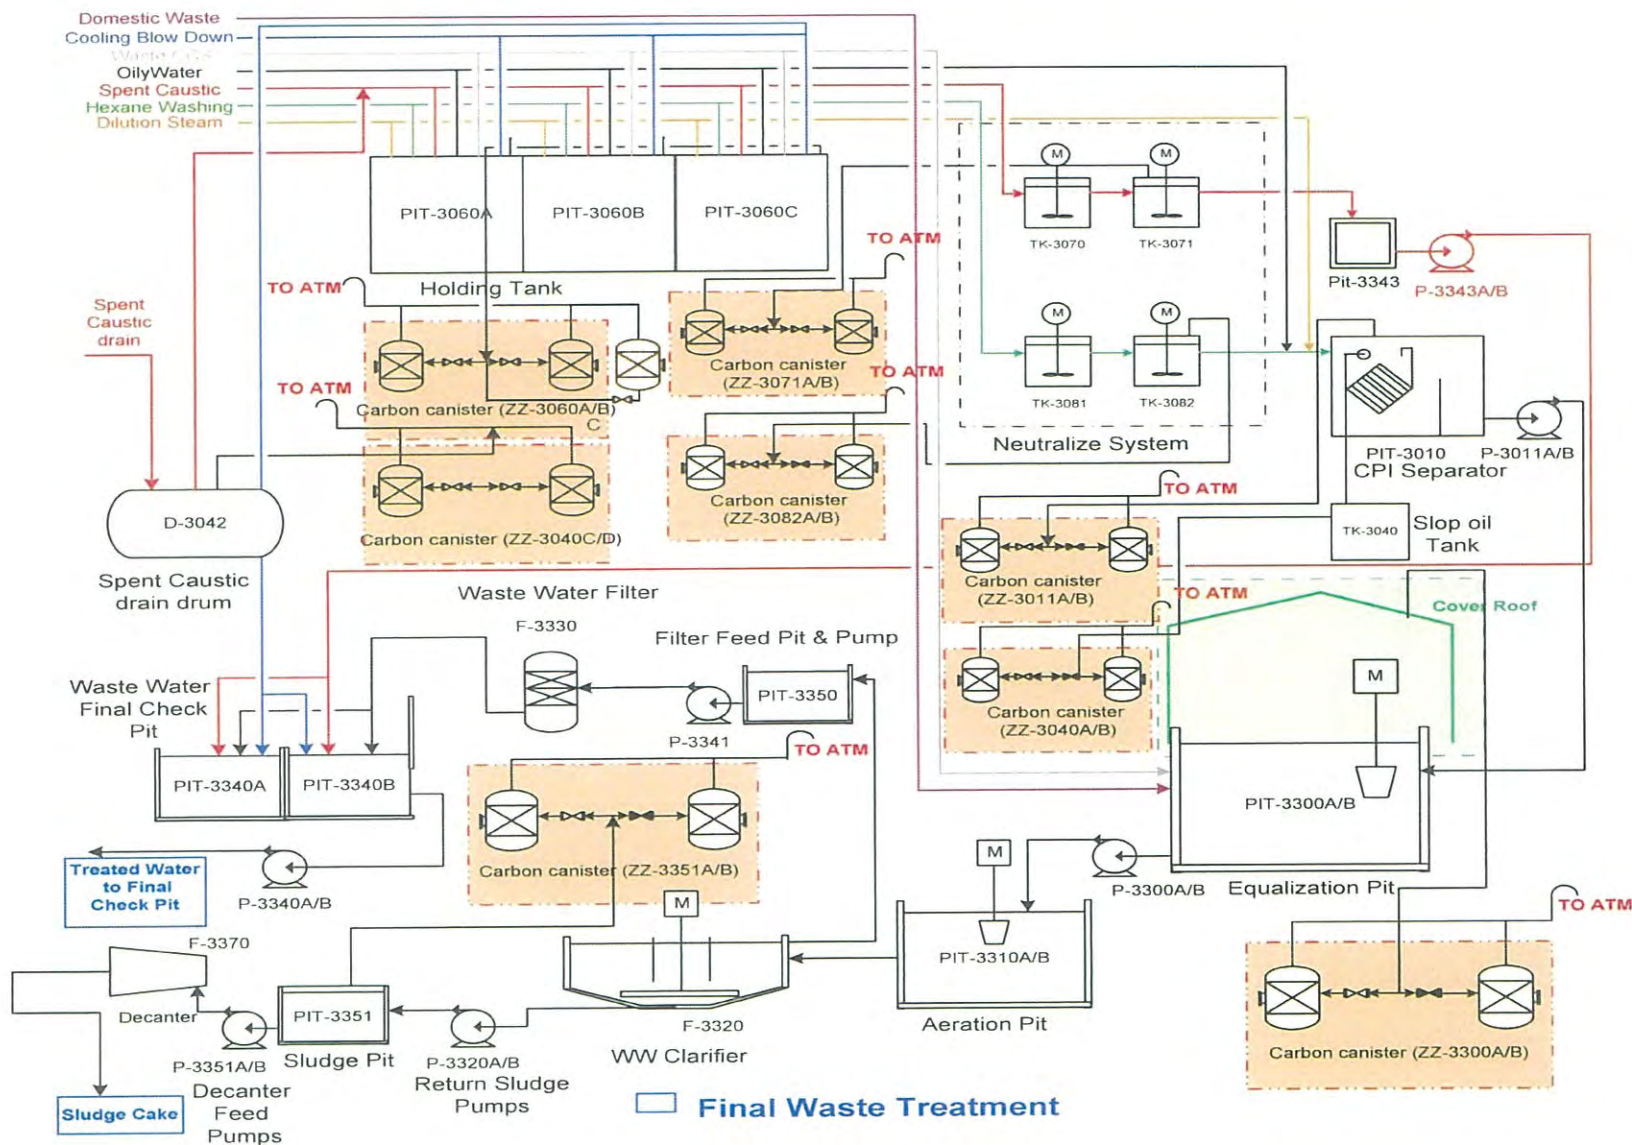 Domestic Waste
Cooling Blow Down
OilyWater
Spent Caustic
Hexane Washing
Dilution Steam
PIT-3060A
PIT-3060B
PIT-3060C
Holding Tank
TO ATM
TO ATM
TO ATM
TO ATM
M
M
TK-3070
TK-3071
M
M
TK-3081
TK-3082
Neutralize System
Pit-3343
P-3343A/B
Spent
Caustic
drain
Carbon canister (ZZ-3060A/B)
C
Carbon canister
(ZZ-3071A/B)
Carbon canister
(ZZ-3082A/B)
Carbon canister (ZZ-3040C/D)
PIT-3010
CPI Separator
P-3011A/B
TK-3040
Slop oil
Tank
D-3042
Spent Caustic
drain drum
TO ATM
Carbon canister
(ZZ-3011A/B)
TO ATM
Carbon canister
(ZZ-3040A/B)
Cover Roof
M
PIT-3300A/B
Equalization Pit
P-3300A/B
Waste Water Filter
F-3330
Filter Feed Pit & Pump
PIT-3350
P-3341
Waste Water
Final Check
Pit
PIT-3340A
PIT-3340B
P-3340A/B
Treated Water
to Final
Check Pit
TO ATM
Carbon canister (ZZ-3351A/B)
M
M
PIT-3310A/B
Aeration Pit
F-3320
WW Clarifier
TO ATM
Carbon canister (ZZ-3300A/B)
F-3370
Decanter
P-3351A/B
Decanter
Feed
Pumps
PIT-3351
Sludge Pit
P-3320A/B
Return Sludge
Pumps
Sludge Cake
Final Waste Treatment